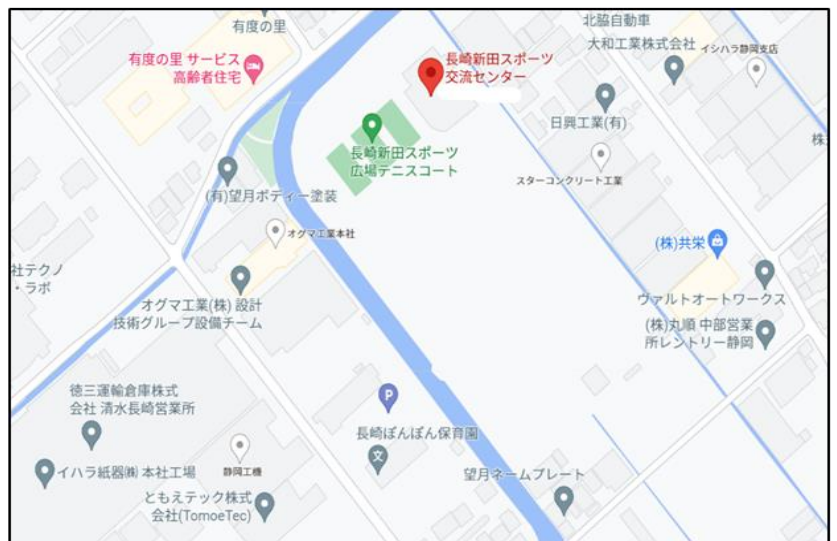 有度の里
北脇自動車
大和工業株式会社
イシハラ静岡支店
有度の里 サービス
高齢者住宅
長崎新田スポーツ
交流センター
日興工業(有)
株
長崎新田スポーツ
広場テニスコート
スターコンクリート工業
(有)望月ボディー塗装
オグマ工業本社
(株)共栄
社テクノ
・ラボ
オグマ工業(株) 設計
技術グループ設備チーム
ヴァルトオートワークス
(株)丸順 中部営業
所レントリー静岡
徳三運輸倉庫株式
会社 清水長崎営業所
P
長崎ぽんぽん保育園
文
イハラ紙器㈱ 本社工場
静岡工機
望月ネームプレート
ともえテック株式
会社(TomoeTec)